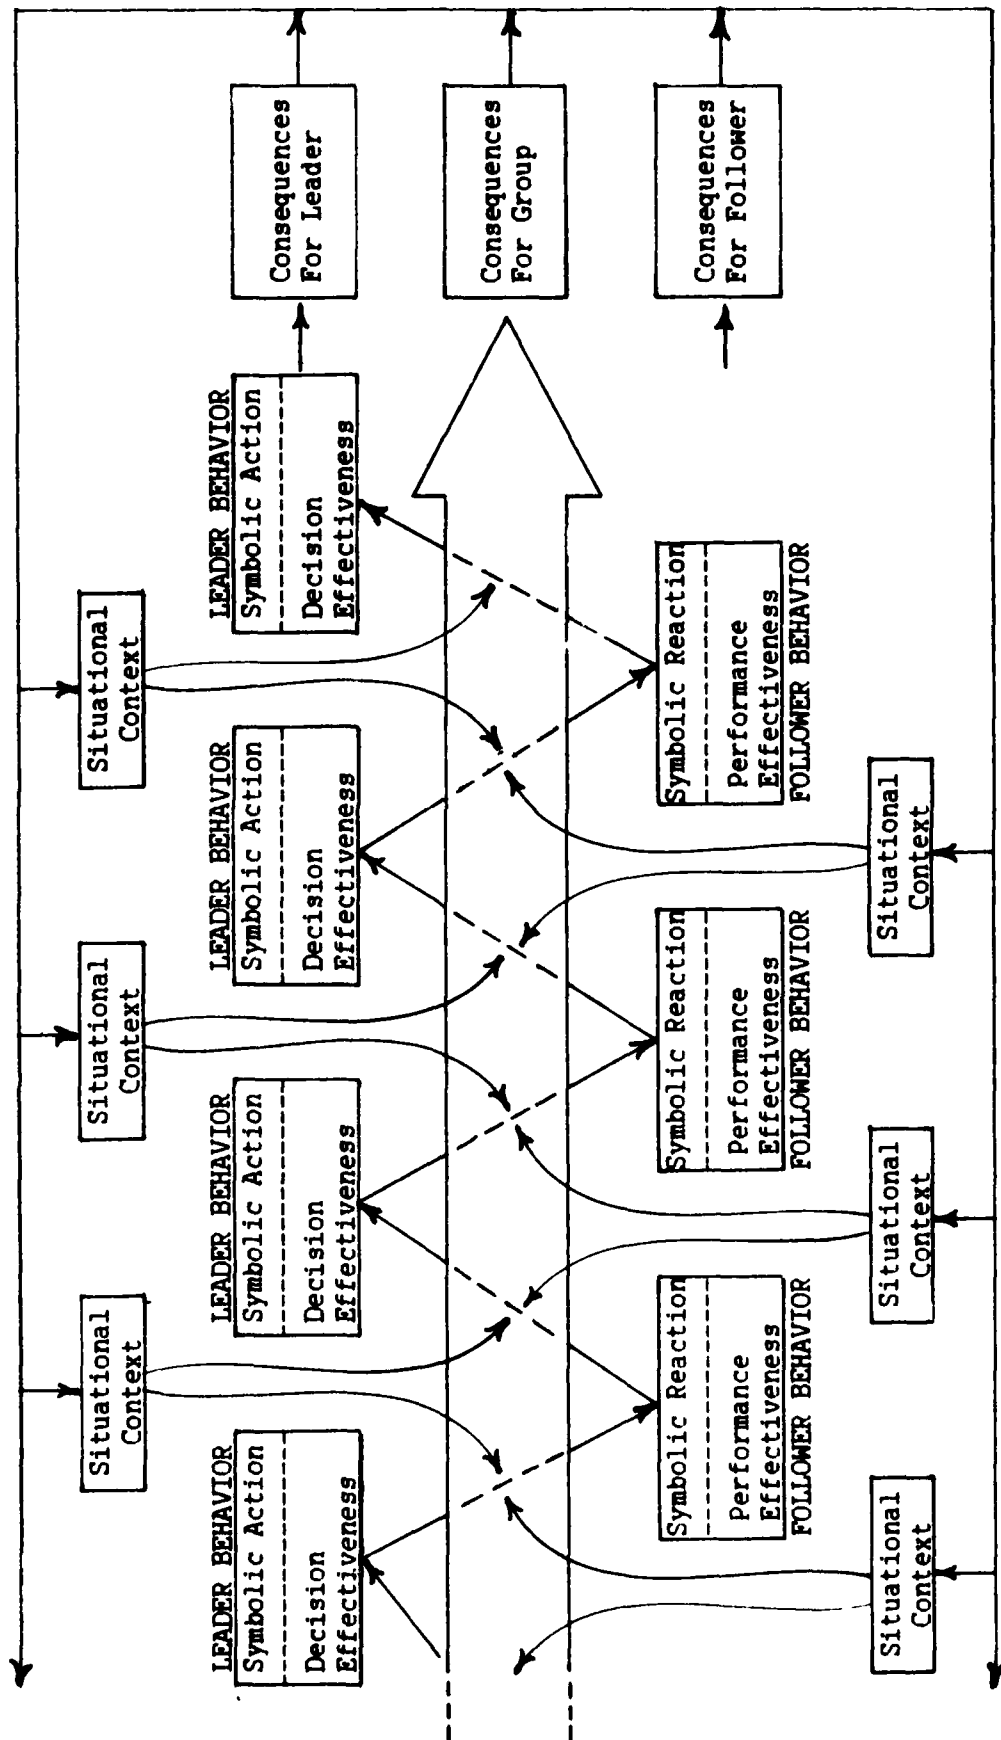 Situational
Context
Situational
Context
Situational
Context
LEADER BEHAVIOR
Symbolic Action
Decision
Effectiveness
LEADER BEHAVIOR
Symbolic Action
Decision
Effectiveness
LEADER BEHAVIOR
Symbolic Action
Decision
Effectiveness
LEADER BEHAVIOR
Symbolic Action
Decision
Effectiveness
Consequences
For Leader
Consequences
For Group
Symbolic Reaction
Performance
Effectiveness
FOLLOWER BEHAVIOR
Symbolic Reaction
Performance
Effectiveness
FOLLOWER BEHAVIOR
Symbolic Reaction
Performance
Effectiveness
FOLLOWER BEHAVIOR
Consequences
For Follower
Situational
Context
Situational
Context
Situational
Context